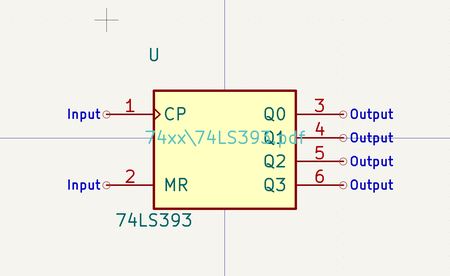 U
Input 1 CP Q0 3 Output
74xx\74LS393.pdf Q1 4 Output
Q2 5 Output
Input 2 MR Q3 6 Output
74LS393